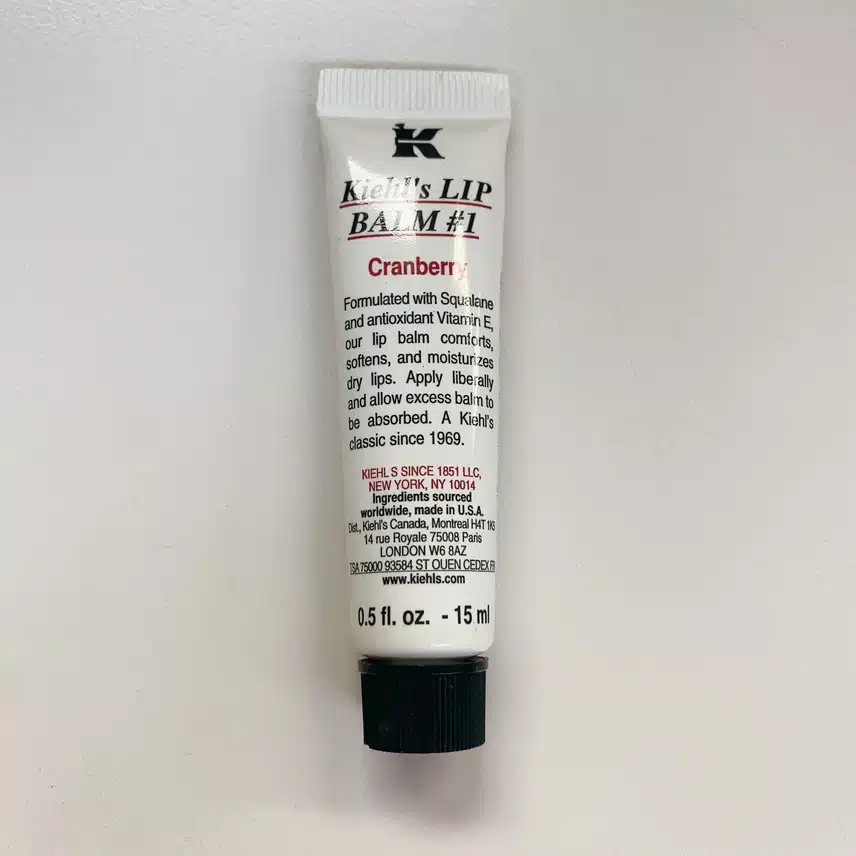 K
Kiehl's LIP
BALM #1
Cranberry
Formulated with Squalane
and antioxidant Vitamin E,
our lip balm comforts,
softens, and moisturizes
dry lips. Apply liberally
and allow excess balm to
be absorbed. A Kiehl's
classic since 1969.
KIEHL S SINCE 1851 LLC,
NEW YORK, NY 10014
Ingredients sourced
worldwide, made in U.S.A.
Dist., Kiehl's Canada, Montreal H4T 1K5
14 rue Royale 75008 Paris
LONDON W6 8AZ
TSA 75000 93584 ST OUEN CEDEX FR
www.kiehls.com
0.5 fl. oz. - 15 ml